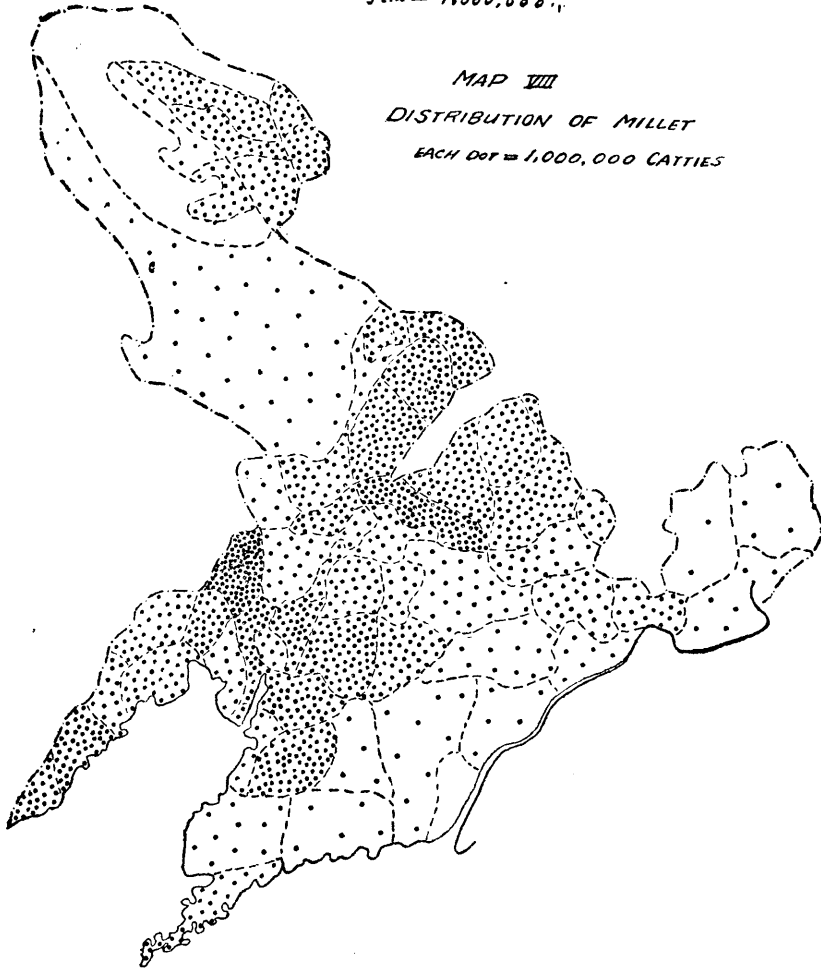 MAP VIII
DISTRIBUTION OF MILLET
EACH DOT = 1,000,000 CATTIES